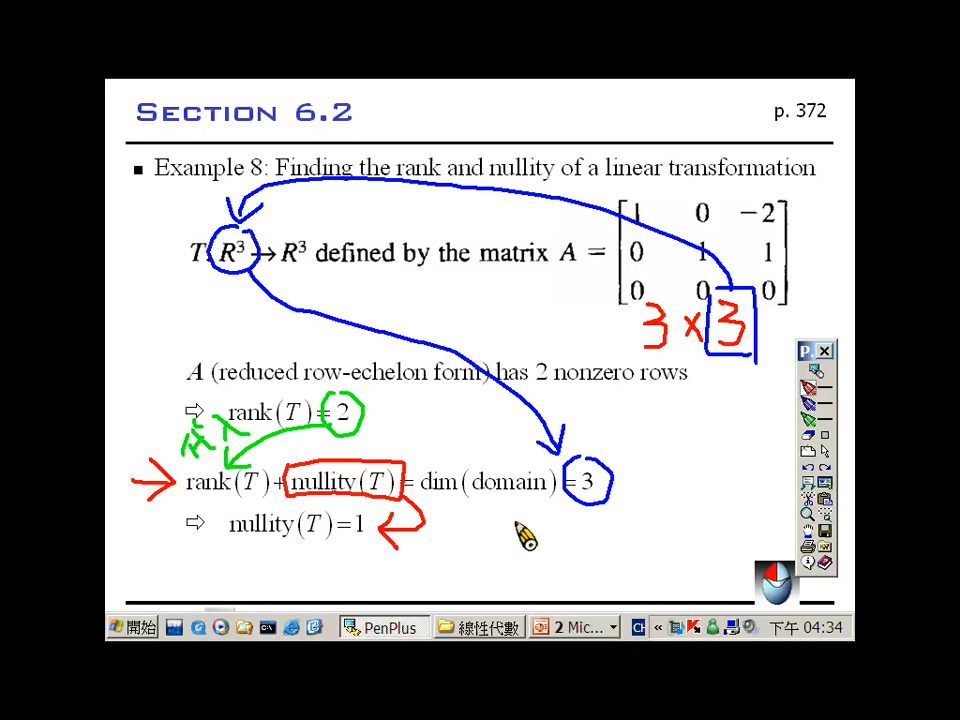 SECTION 6.2
p. 372
Example 8: Finding the rank and nullity of a linear transformation
T: R³→R³ defined by the matrix A =
1 0 −2
0 1 1
0 0 0
3 × 3
A (reduced row-echelon form) has 2 nonzero rows
⇨ rank(T) = 2
代入
rank(T)+nullity(T) = dim(domain) = 3
⇨ nullity(T) = 1
P.
開始
PenPlus
線性代數
2 Mic...
CH
«
下午 04:34